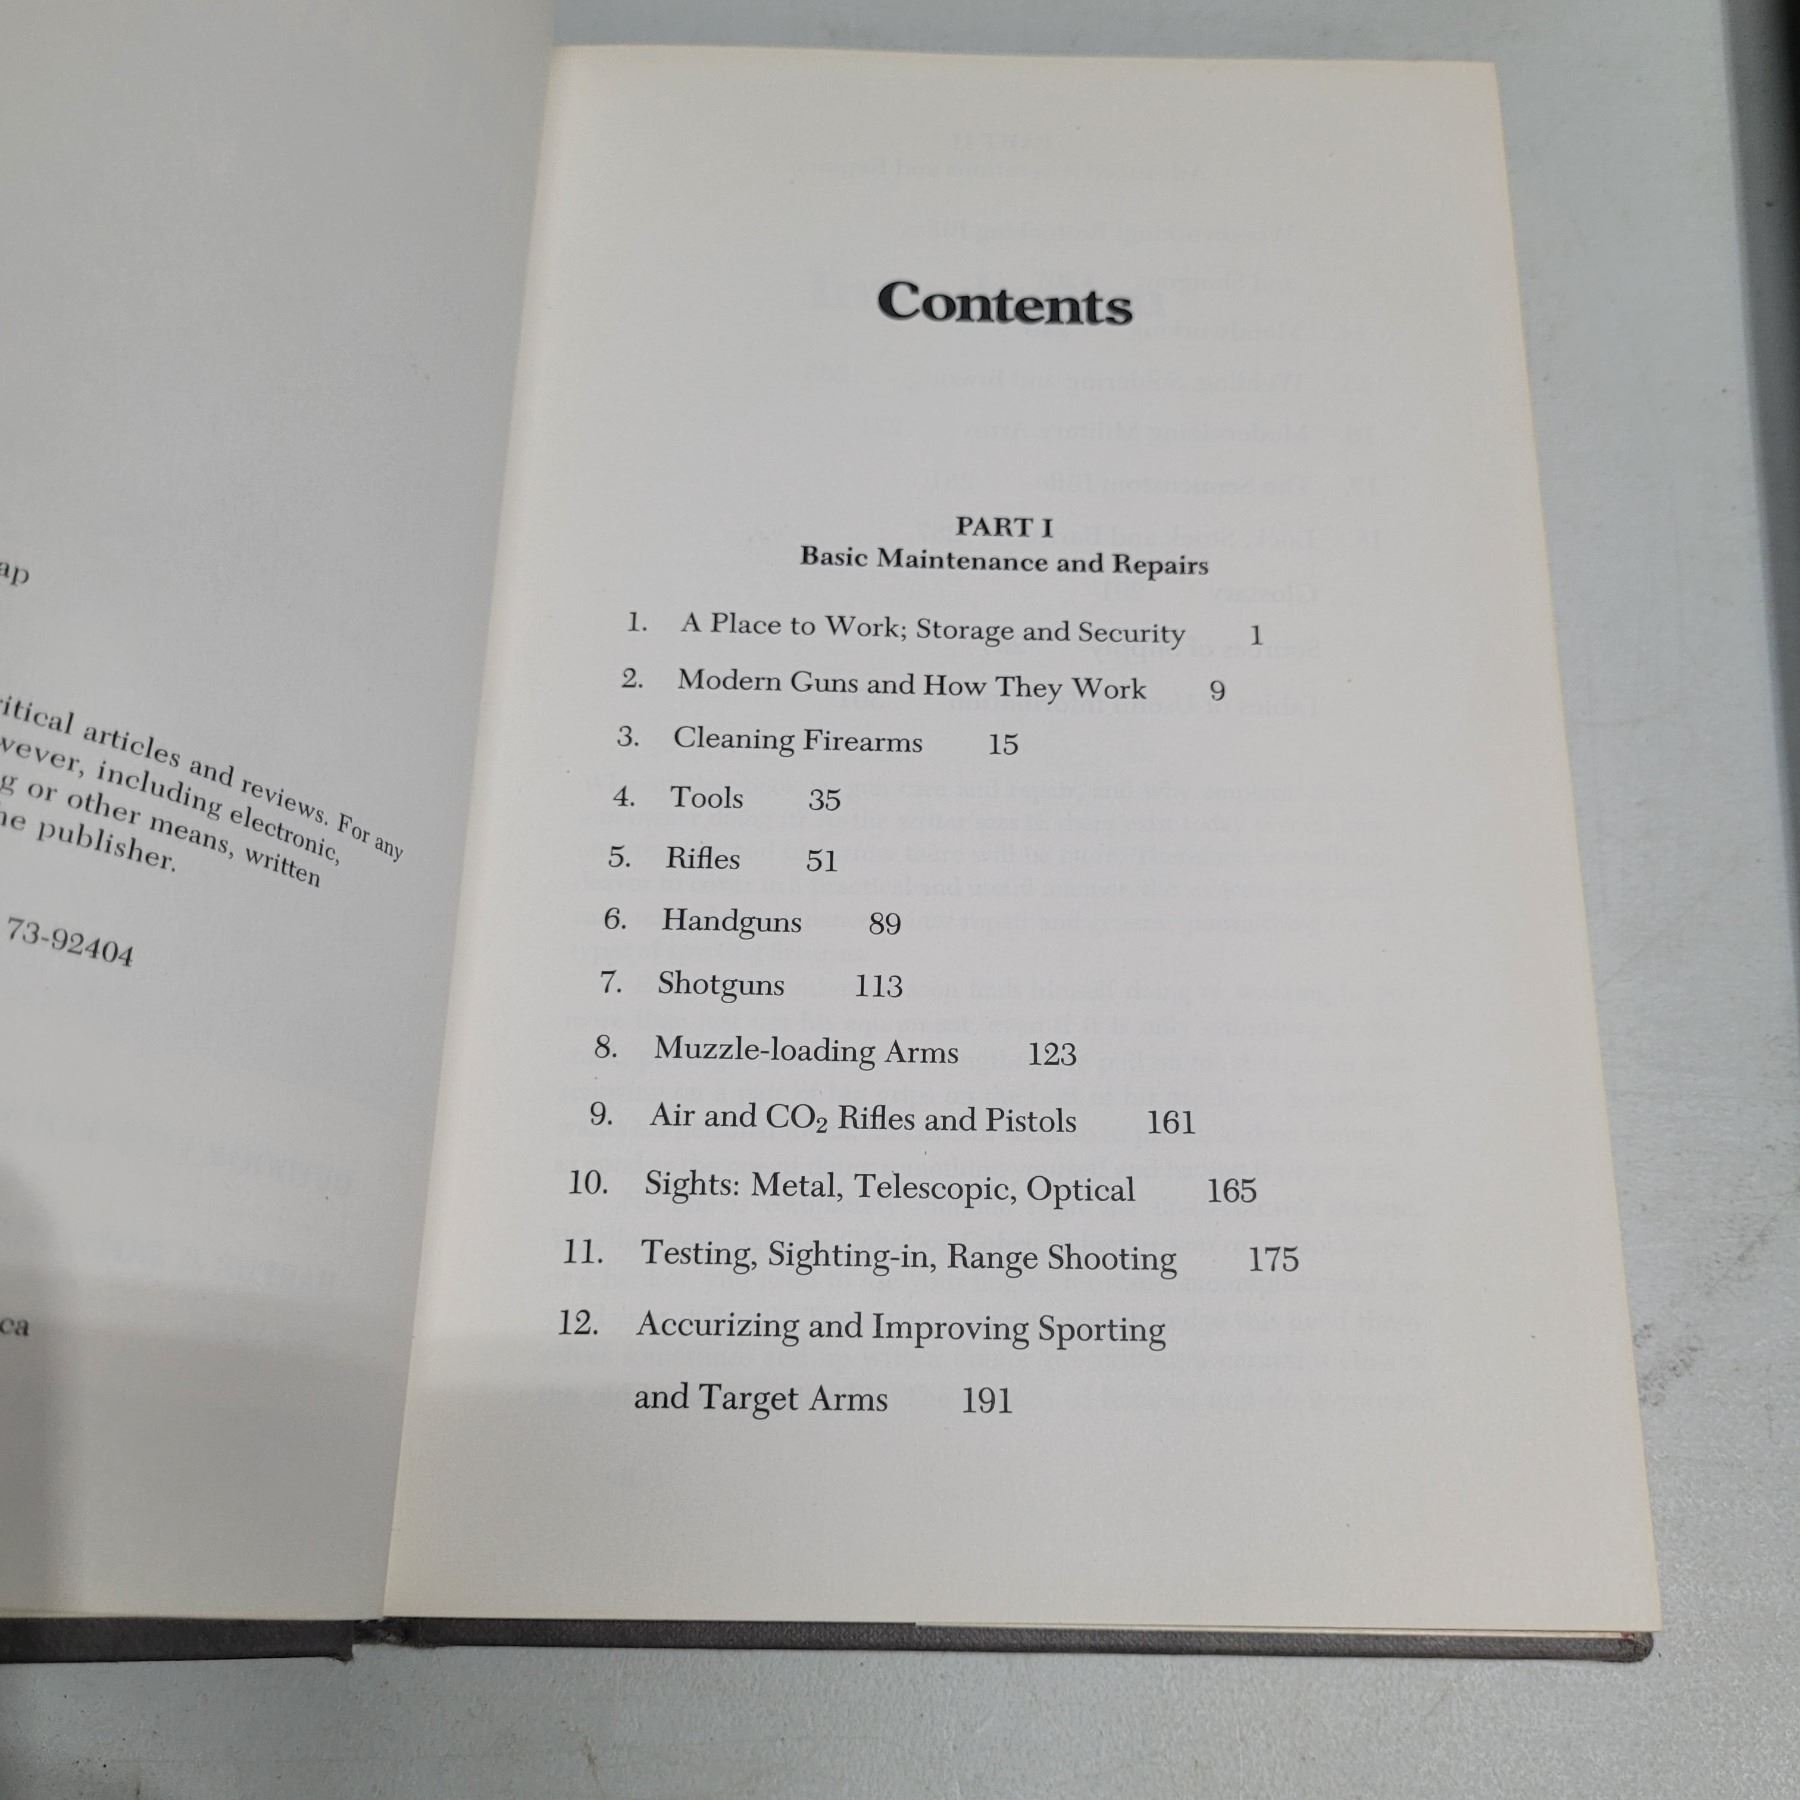 ap
itical articles and reviews. For any
wever, including electronic,
g or other means, written
he publisher.
73-92404
ca
Contents
PART I
Basic Maintenance and Repairs
1. A Place to Work; Storage and Security 1
2. Modern Guns and How They Work 9
3. Cleaning Firearms 15
4. Tools 35
5. Rifles 51
6. Handguns 89
7. Shotguns 113
8. Muzzle-loading Arms 123
9. Air and CO₂ Rifles and Pistols 161
10. Sights: Metal, Telescopic, Optical 165
11. Testing, Sighting-in, Range Shooting 175
12. Accurizing and Improving Sporting
and Target Arms 191